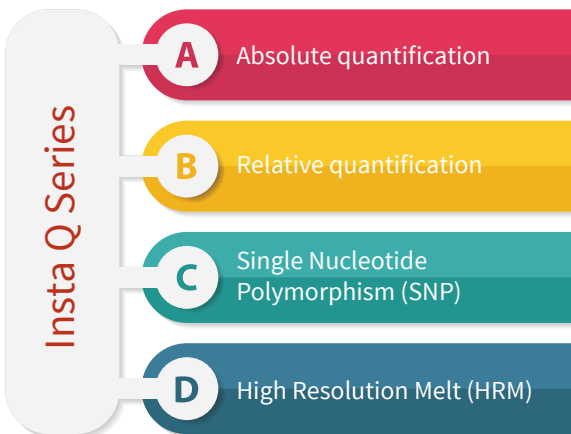 Insta Q Series
A
Absolute quantification
B
Relative quantification
C
Single Nucleotide
Polymorphism (SNP)
D
High Resolution Melt (HRM)